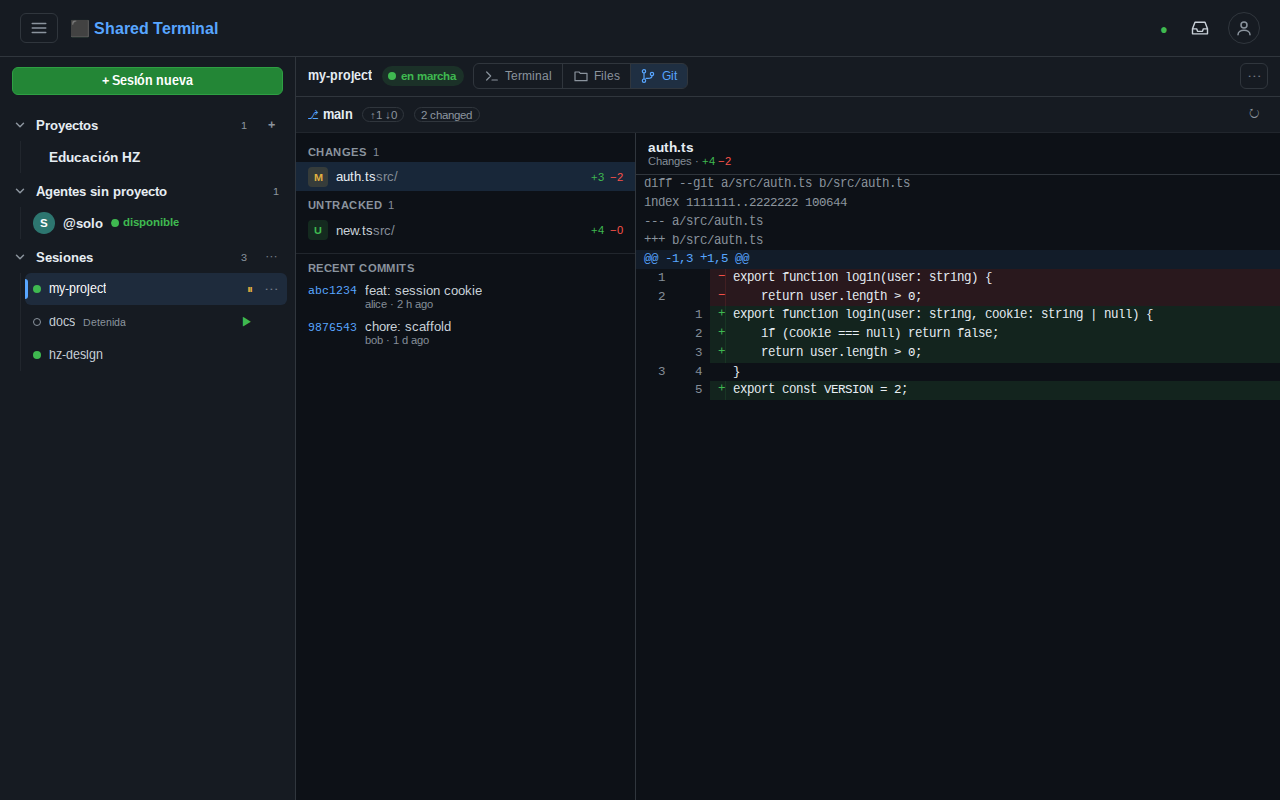 Shared Terminal
+ Sesión nueva
Proyectos 1 +
Educación HZ
Agentes sin proyecto 1
S @solo disponible
Sesiones 3 ···
my-project ···
docs Detenida
hz-design
my-project en marcha Terminal Files Git ···
main ↑1 ↓0 2 changed
CHANGES 1
M auth.ts src/ +3 −2
UNTRACKED 1
U new.ts src/ +4 −0
RECENT COMMITS
abc1234 feat: session cookie
alice · 2 h ago
9876543 chore: scaffold
bob · 1 d ago
auth.ts
Changes · +4 −2
diff --git a/src/auth.ts b/src/auth.ts
index 1111111..2222222 100644
--- a/src/auth.ts
+++ b/src/auth.ts
@@ -1,3 +1,5 @@
1 − export function login(user: string) {
2 − return user.length > 0;
1 + export function login(user: string, cookie: string | null) {
2 + if (cookie === null) return false;
3 + return user.length > 0;
3 4 }
5 + export const VERSION = 2;